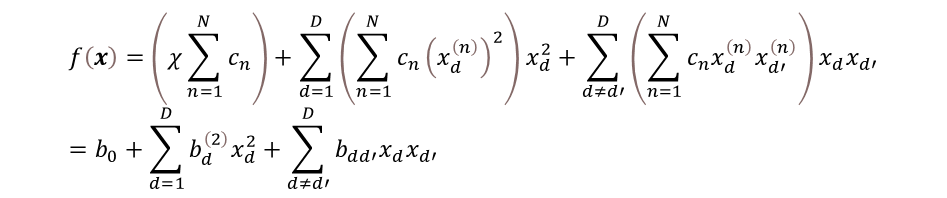 f(x) = (χ∑_{n=1}^{N} c_n) + ∑_{d=1}^{D} (∑_{n=1}^{N} c_n (x_d^{(n)})^2) x_d^2 + ∑_{d≠d′}^{D} (∑_{n=1}^{N} c_n x_d^{(n)} x_{d′}^{(n)}) x_d x_{d′}
= b_0 + ∑_{d=1}^{D} b_d^{(2)} x_d^2 + ∑_{d≠d′}^{D} b_{dd′} x_d x_{d′}